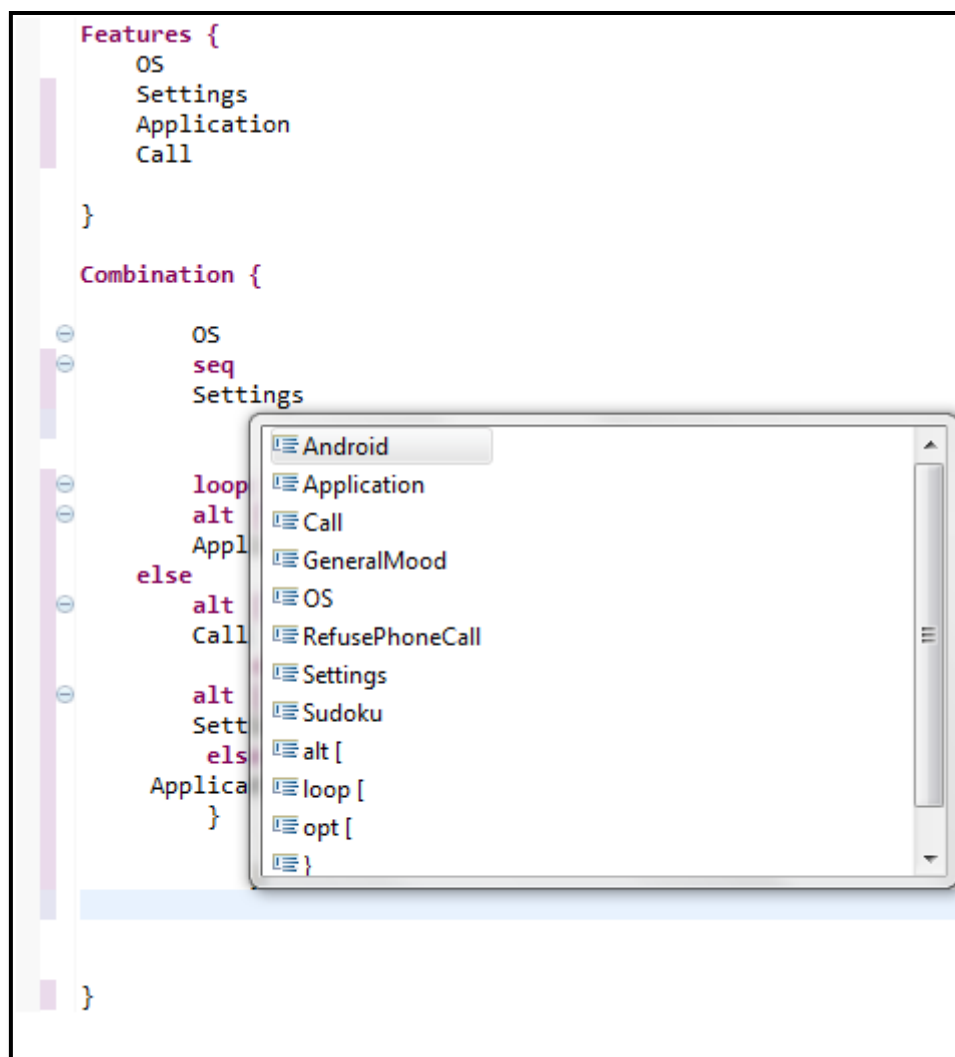 Features {
OS
Settings
Application
Call
}
Combination {
OS
seq
Settings
loop
alt
Appl
else
alt
Call
alt
Sett
els
Applica
}
Android
Application
Call
GeneralMood
OS
RefusePhoneCall
Settings
Sudoku
alt [
loop [
opt [
}
}